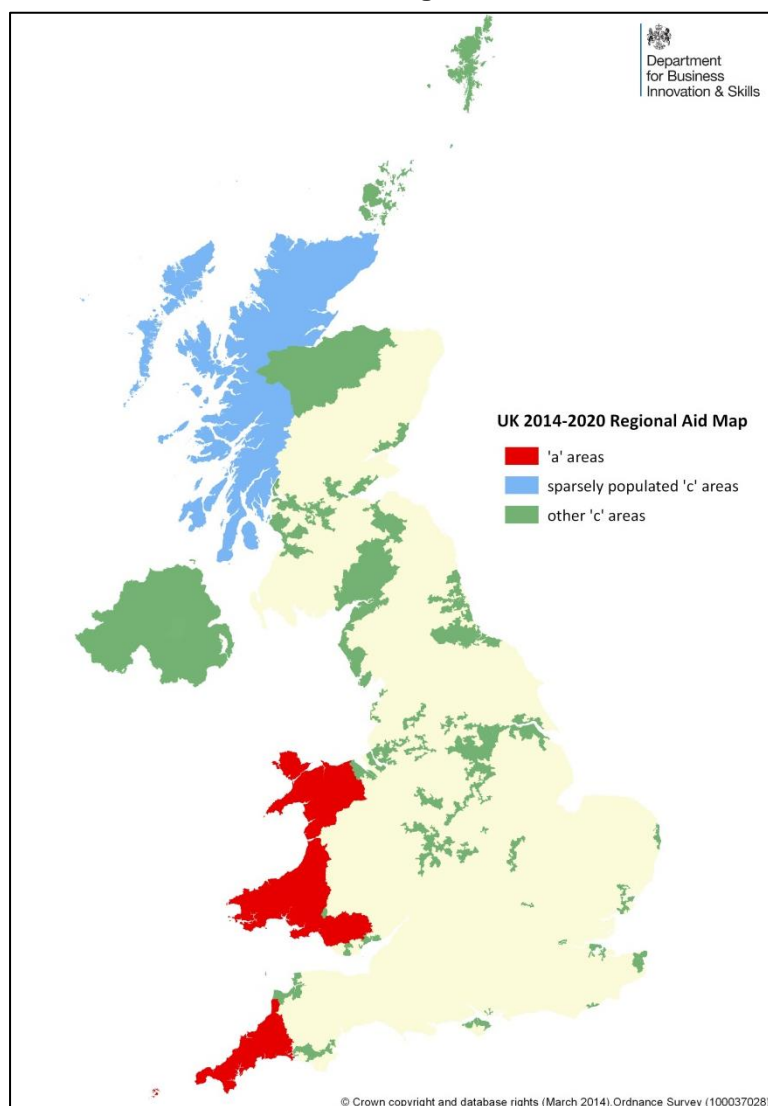 Department
for Business
Innovation & Skills
UK 2014-2020 Regional Aid Map
'a' areas
sparsely populated 'c' areas
other 'c' areas
© Crown copyright and database rights (March 2014).Ordnance Survey (100037028)